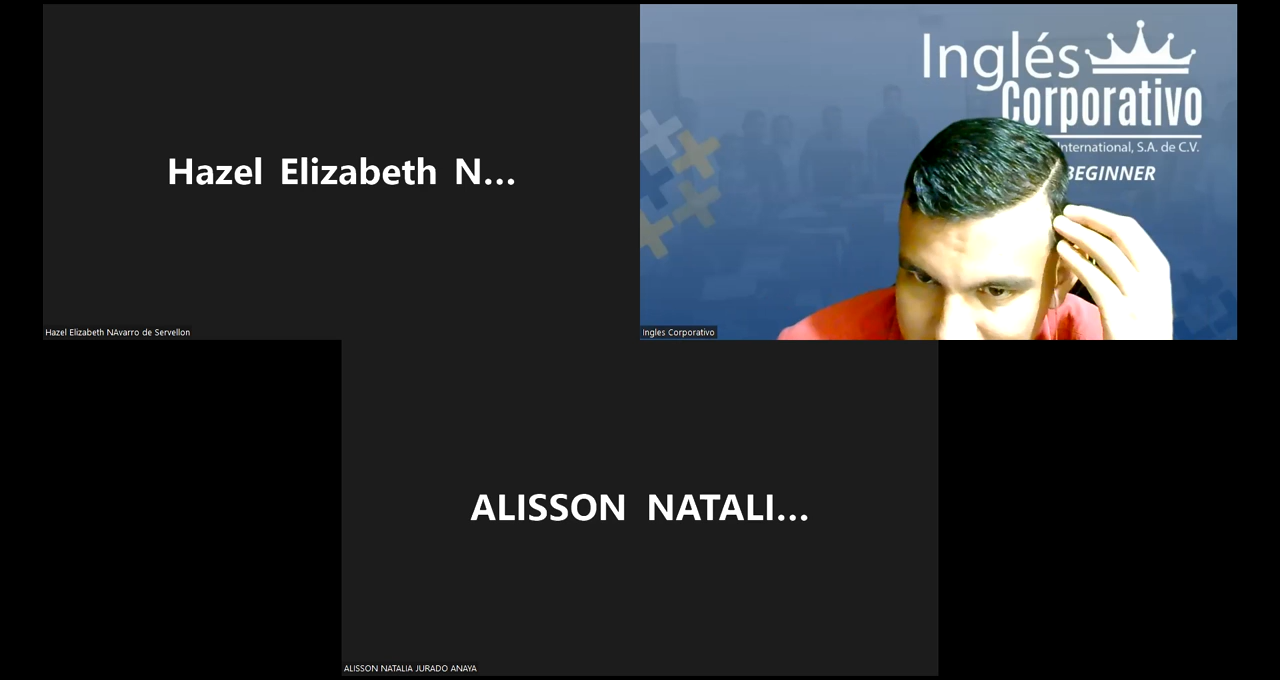 Hazel Elizabeth N...
Hazel Elizabeth NAvarro de Servellon
Inglés
Corporativo
International, S.A. de C.V.
BEGINNER
Ingles Corporativo
ALISSON NATALI...
ALISSON NATALIA JURADO ANAYA